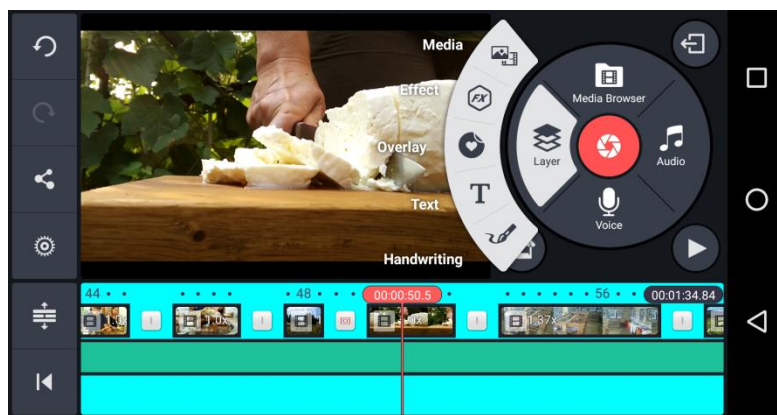 Media
Effect
Overlay
Text
Handwriting
FX
T
Media Browser
Layer
Audio
Voice
44
48
00:00:50.5
56
00:01:34.84
1.0x
1.37x